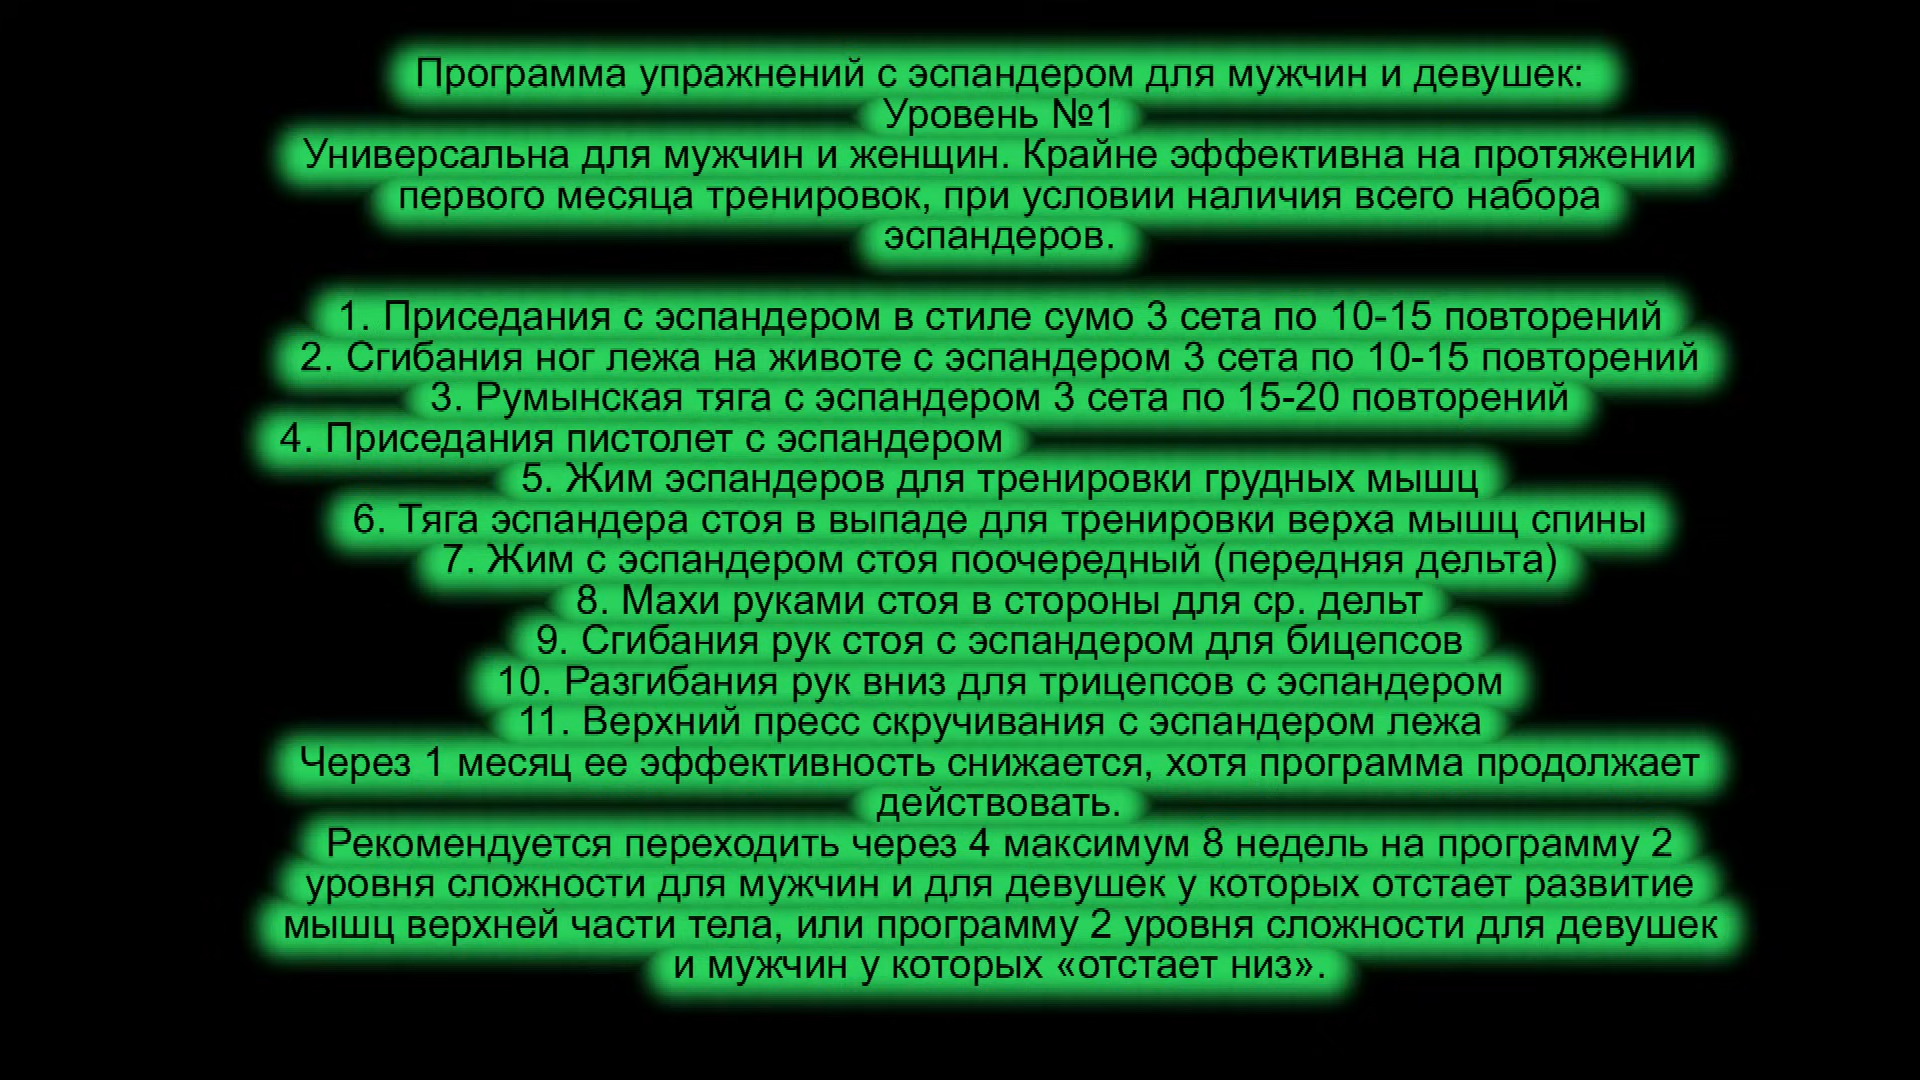 Программа упражнений с эспандером для мужчин и девушек:
Уровень №1
Универсальна для мужчин и женщин. Крайне эффективна на протяжении
первого месяца тренировок, при условии наличия всего набора
эспандеров.
1. Приседания с эспандером в стиле сумо 3 сета по 10-15 повторений
2. Сгибания ног лежа на животе с эспандером 3 сета по 10-15 повторений
3. Румынская тяга с эспандером 3 сета по 15-20 повторений
4. Приседания пистолет с эспандером
5. Жим эспандеров для тренировки грудных мышц
6. Тяга эспандера стоя в выпаде для тренировки верха мышц спины
7. Жим с эспандером стоя поочередный (передняя дельта)
8. Махи руками стоя в стороны для ср. дельт
9. Сгибания рук стоя с эспандером для бицепсов
10. Разгибания рук вниз для трицепсов с эспандером
11. Верхний пресс скручивания с эспандером лежа
Через 1 месяц ее эффективность снижается, хотя программа продолжает
действовать.
Рекомендуется переходить через 4 максимум 8 недель на программу 2
уровня сложности для мужчин и для девушек у которых отстает развитие
мышц верхней части тела, или программу 2 уровня сложности для девушек
и мужчин у которых «отстает низ».